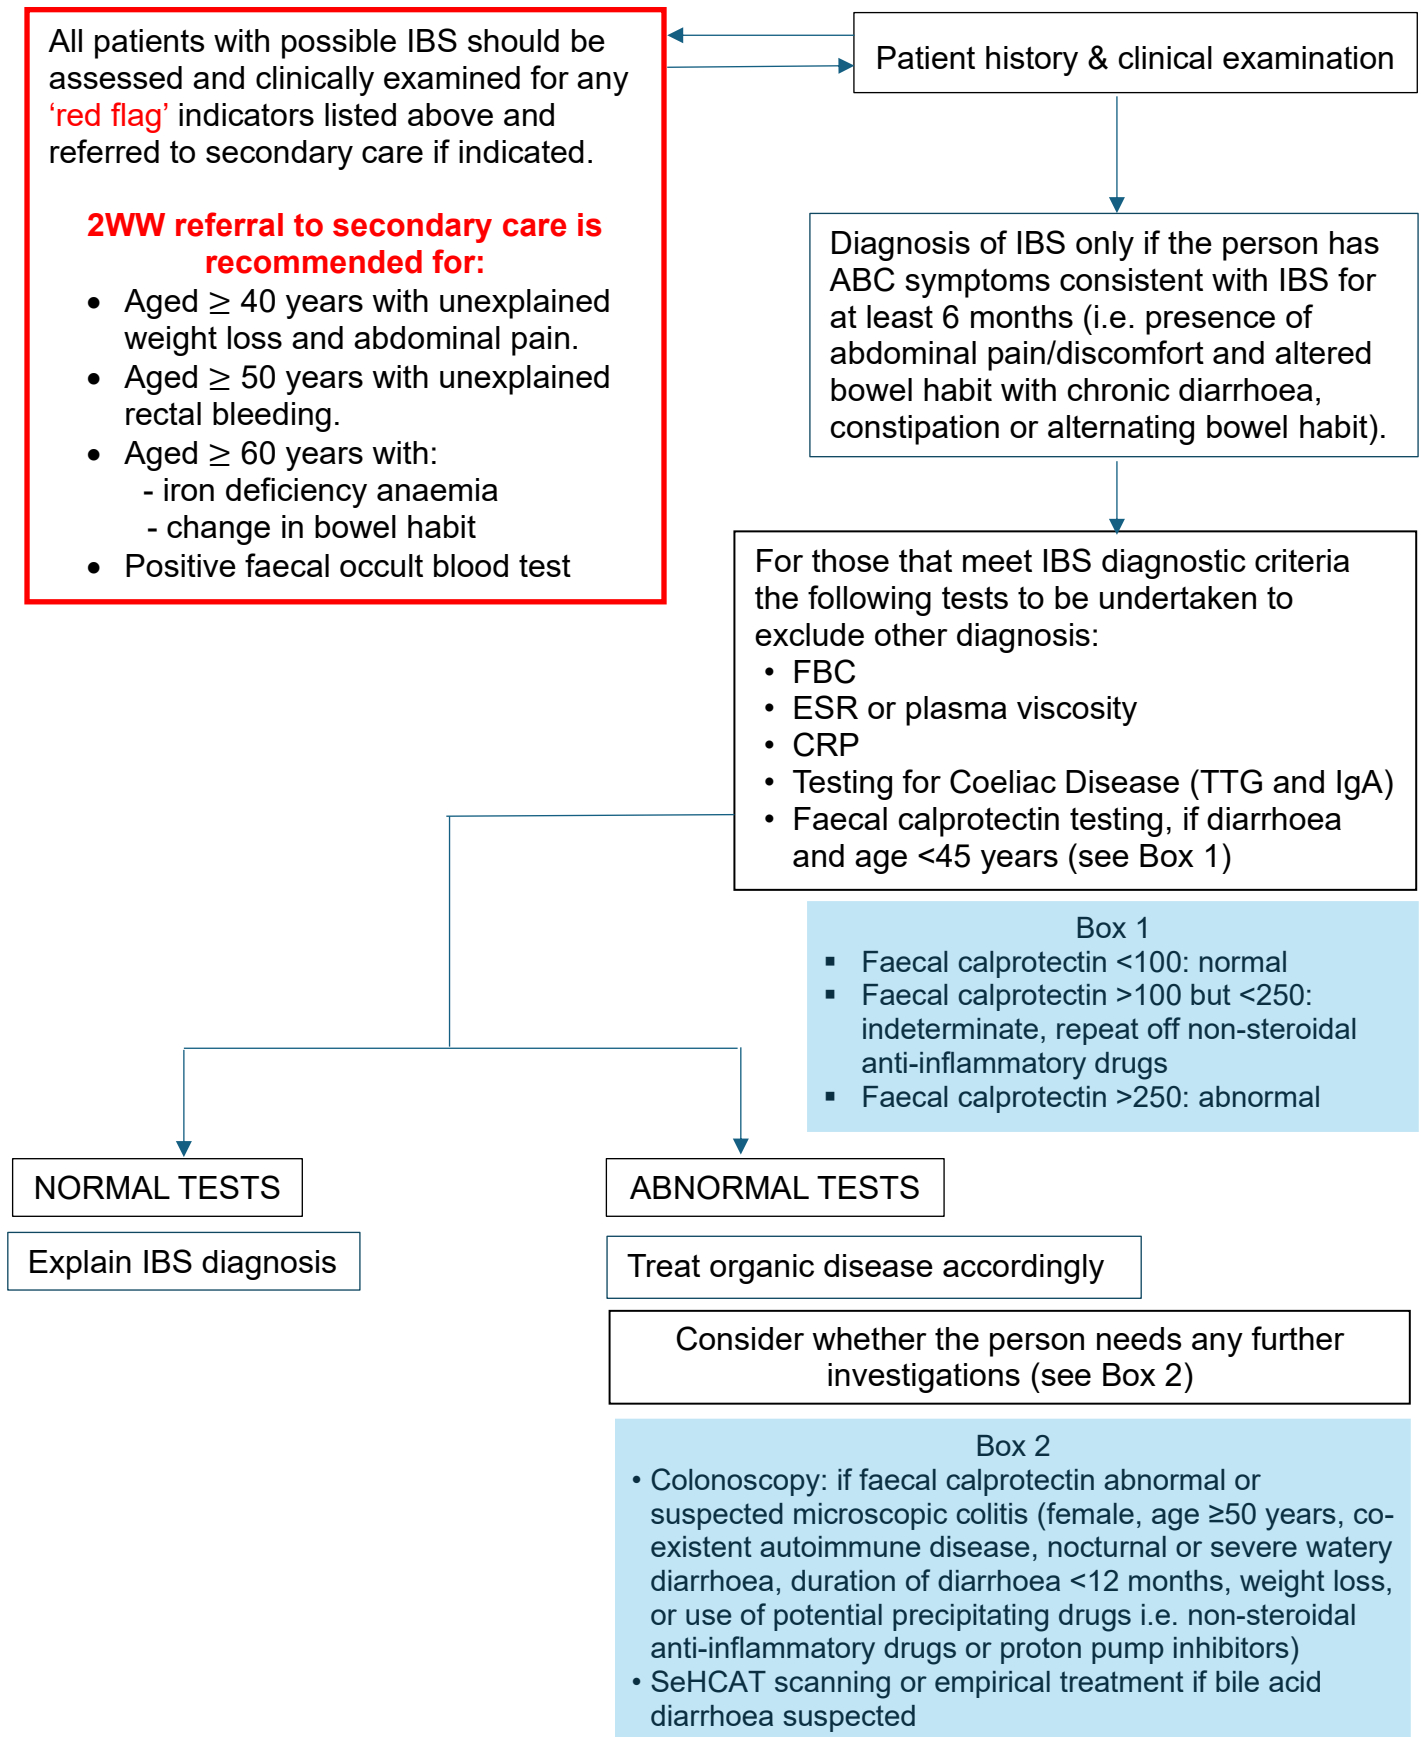 All patients with possible IBS should be
assessed and clinically examined for any
‘red flag’ indicators listed above and
referred to secondary care if indicated.
2WW referral to secondary care is
recommended for:
• Aged ≥ 40 years with unexplained
weight loss and abdominal pain.
• Aged ≥ 50 years with unexplained
rectal bleeding.
• Aged ≥ 60 years with:
- iron deficiency anaemia
- change in bowel habit
• Positive faecal occult blood test
Patient history & clinical examination
Diagnosis of IBS only if the person has
ABC symptoms consistent with IBS for
at least 6 months (i.e. presence of
abdominal pain/discomfort and altered
bowel habit with chronic diarrhoea,
constipation or alternating bowel habit).
For those that meet IBS diagnostic criteria
the following tests to be undertaken to
exclude other diagnosis:
• FBC
• ESR or plasma viscosity
• CRP
• Testing for Coeliac Disease (TTG and IgA)
• Faecal calprotectin testing, if diarrhoea
and age <45 years (see Box 1)
Box 1
▪ Faecal calprotectin <100: normal
▪ Faecal calprotectin >100 but <250:
indeterminate, repeat off non-steroidal
anti-inflammatory drugs
▪ Faecal calprotectin >250: abnormal
NORMAL TESTS
Explain IBS diagnosis
ABNORMAL TESTS
Treat organic disease accordingly
Consider whether the person needs any further
investigations (see Box 2)
Box 2
• Colonoscopy: if faecal calprotectin abnormal or
suspected microscopic colitis (female, age ≥50 years, co-
existent autoimmune disease, nocturnal or severe watery
diarrhoea, duration of diarrhoea <12 months, weight loss,
or use of potential precipitating drugs i.e. non-steroidal
anti-inflammatory drugs or proton pump inhibitors)
• SeHCAT scanning or empirical treatment if bile acid
diarrhoea suspected